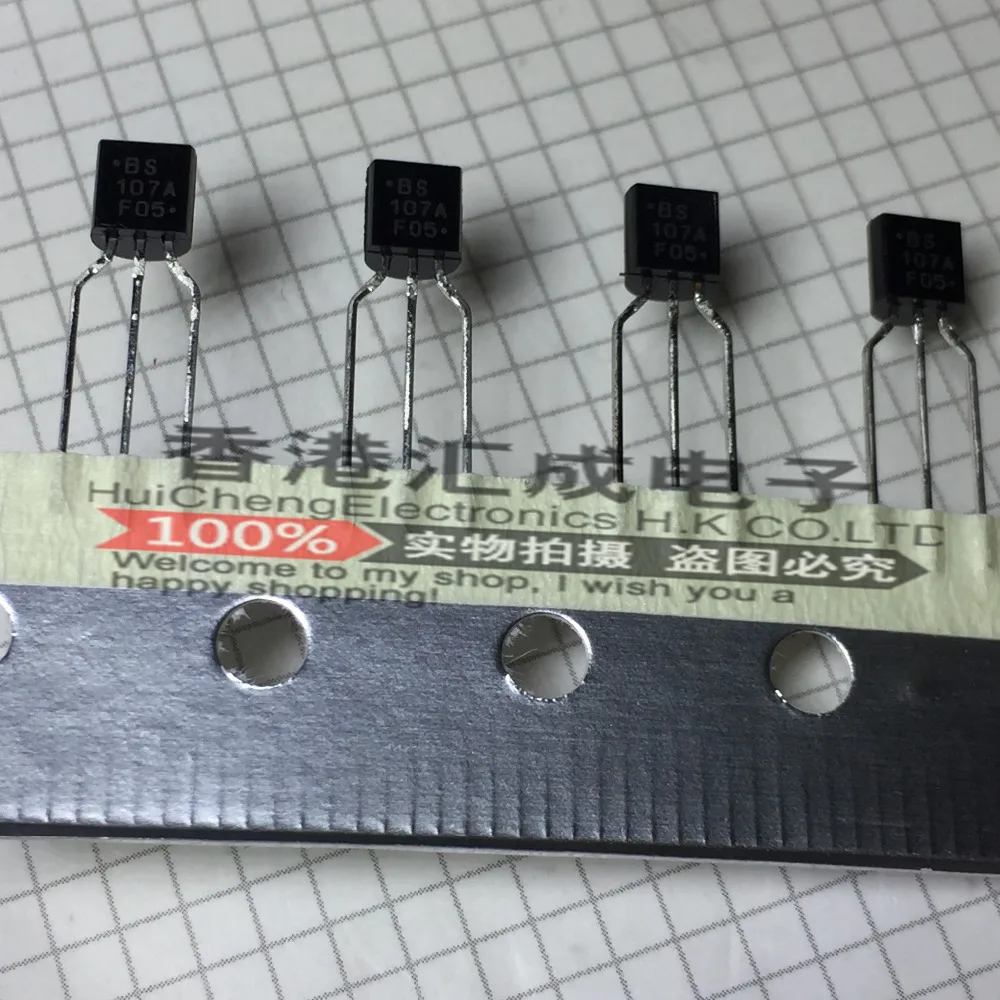 •BS
107A
F05•
•BS
107A
F05•
•BS
107A
F05•
•BS
107A
F05•
香港汇成电子
HuiChengElectronics H.K CO.LTD
100% 实物拍摄 盗图必究
Welcome to my shop, I wish you a
happy shopping!